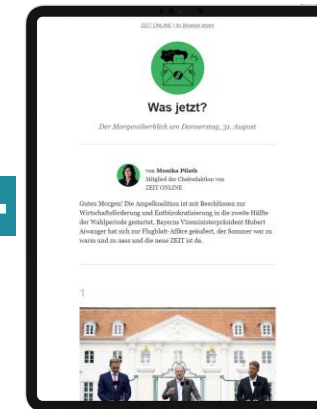 ZEIT ONLINE | Im Browser lesen
Was jetzt?
Der Morgenüberblick am Donnerstag, 31. August
von Monika Pilath
Mitglied der Chefredaktion von
ZEIT ONLINE
Guten Morgen! Die Ampelkoalition ist mit Beschlüssen zur
Wirtschaftsförderung und Entbürokratisierung in die zweite Hälfte
der Wahlperiode gestartet, Bayerns Vizeministerpräsident Hubert
Aiwanger hat sich zur Flugblatt-Affäre geäußert, der Sommer war zu
warm und zu nass und die neue ZEIT ist da.